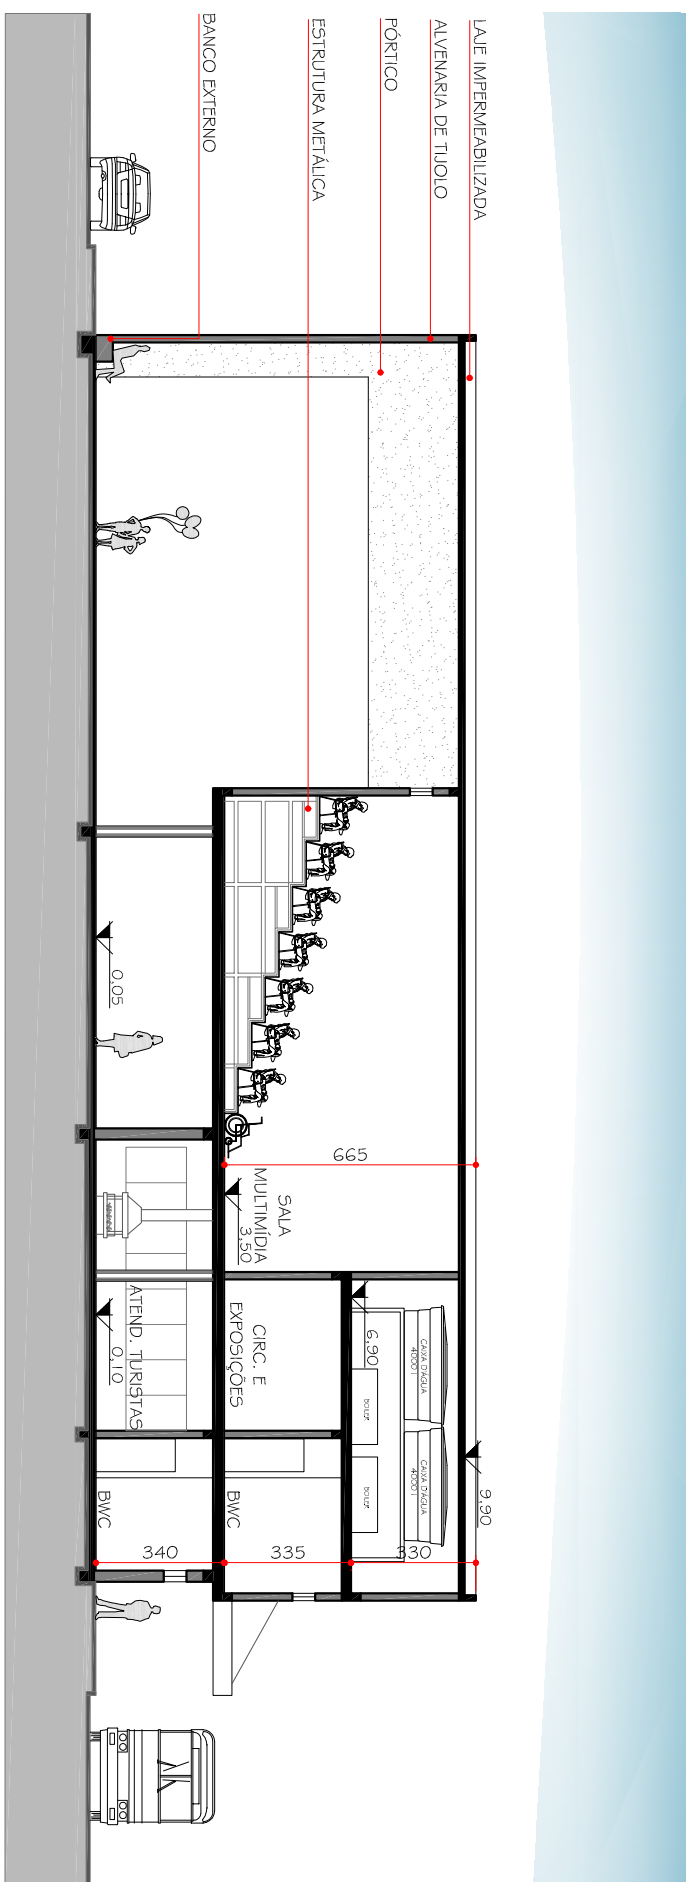 LAJE IMPERMEABILIZADA
ALVENARIA DE TIJOLO
PÓRTICO
ESTRUTURA METÁLICA
BANCO EXTERNO
9,90
CAIXA D'ÁGUA
4000 l
CAIXA D'ÁGUA
4000 l
BOILER
BOILER
6,90
330
665
SALA
MULTIMÍDIA
3,50
CIRC. E
EXPOSIÇÕES
BWC
335
0,05
ATEND. TURISTAS
0,10
BWC
340